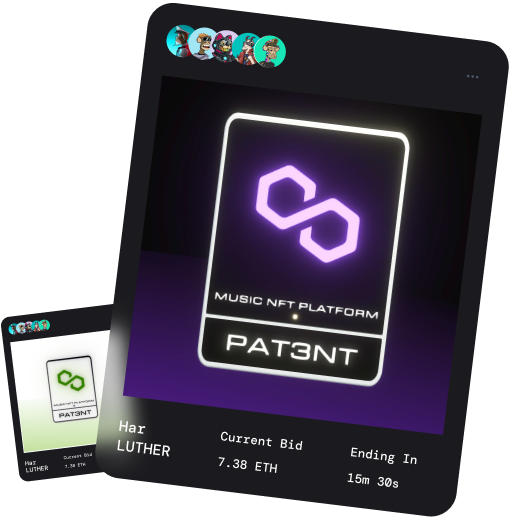 MUSIC NFT PLATFORM
PAT3NT
Har
LUTHER
Current Bid
7.38 ETH
Ending In
15m 30s
MUSIC NFT PLATFORM
PAT3NT
Har
LUTHER
Current Bid
7.38 ETH